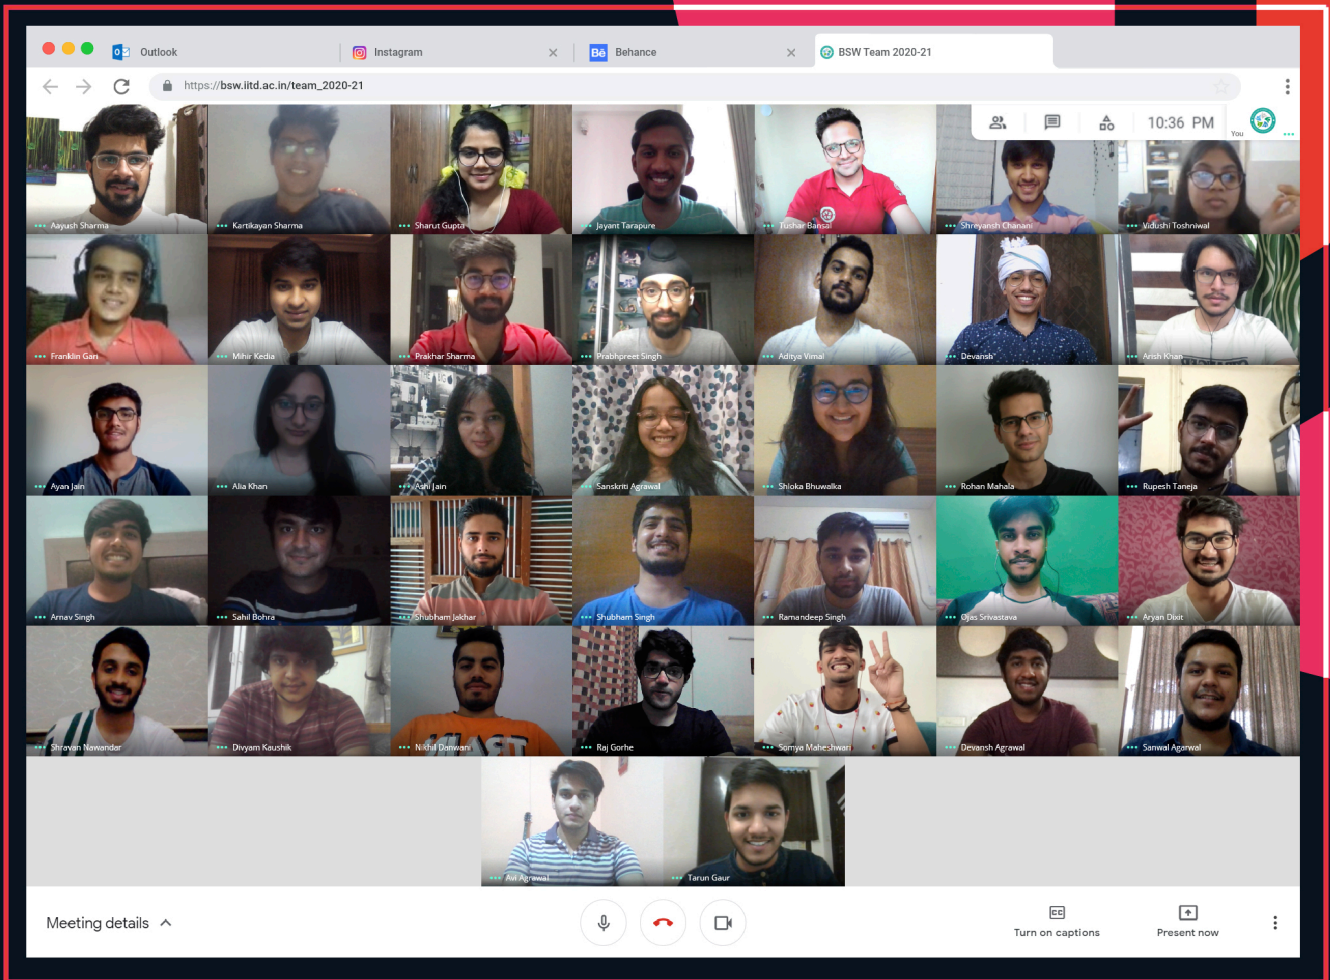 Outlook
Instagram
Bē Behance
BSW Team 2020-21
https://bsw.iitd.ac.in/team_2020-21
10:36 PM
You
Aayush Sharma
Kartikayan Sharma
Sharut Gupta
Jayant Tarapure
Tushar Bansal
Shreyansh Chanani
Vidushi Toshniwal
Franklin Gari
Mihir Kedia
Prakhar Sharma
Prabhpreet Singh
Aditya Vimal
Devansh
Arish Khan
Ayan Jain
Alia Khan
Ashi Jain
Sanskriti Agrawal
Shloka Bhuwalka
Rohan Mahala
Rupesh Taneja
Arnav Singh
Sahil Bohra
Shubham Jakhar
Shubham Singh
Ramandeep Singh
Ojas Srivastava
Aryan Dixit
Shravan Nawandar
Divyam Kaushik
Nikhil Danwani
Raj Gorhe
Somya Maheshwari
Devansh Agrawal
Sanwal Agarwal
Avi Agrawal
Tarun Gaur
Meeting details
CC
Turn on captions
Present now